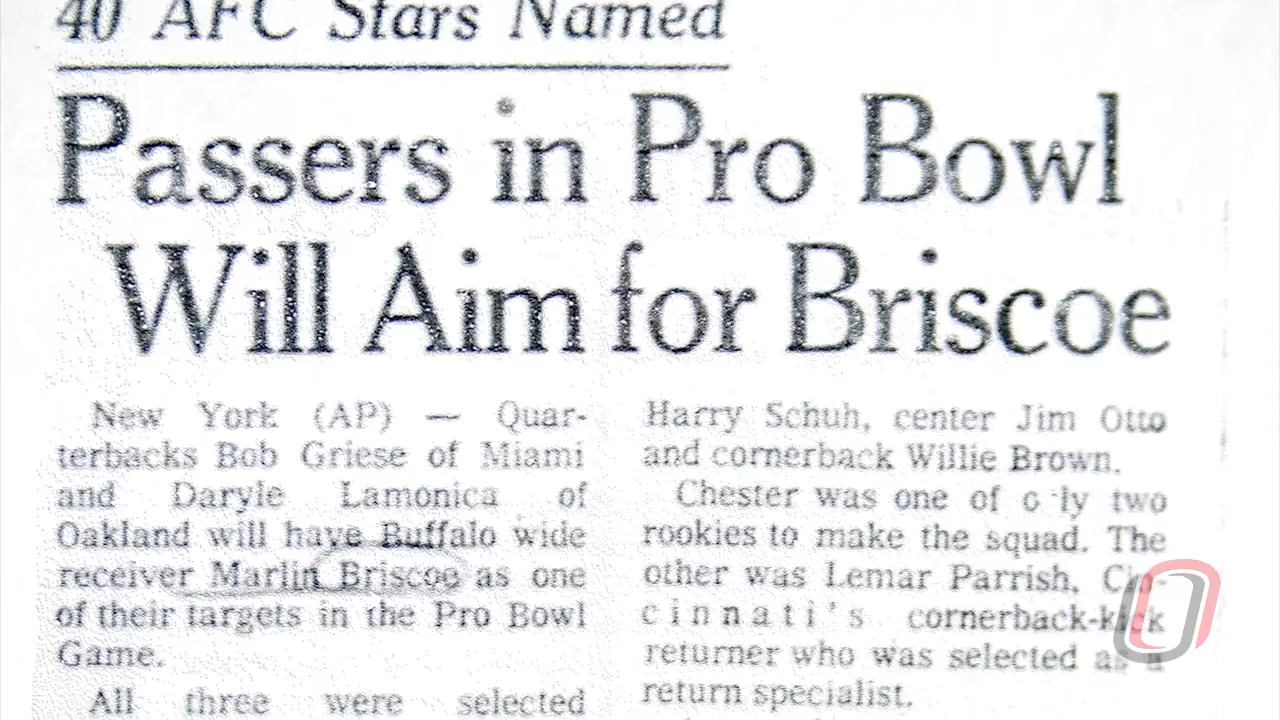 40 AFC Stars Named
Passers in Pro Bowl
Will Aim for Briscoe
New York (AP) — Quar-
terbacks Bob Griese of Miami
and Daryle Lamonica of
Oakland will have Buffalo wide
receiver Marlin Briscoe as one
of their targets in the Pro Bowl
Game.
All three were selected
Harry Schuh, center Jim Otto
and cornerback Willie Brown.
Chester was one of o ly two
rookies to make the squad. The
other was Lemar Parrish, Cin-
cinnati's cornerback-kick
returner who was selected as a
return specialist.